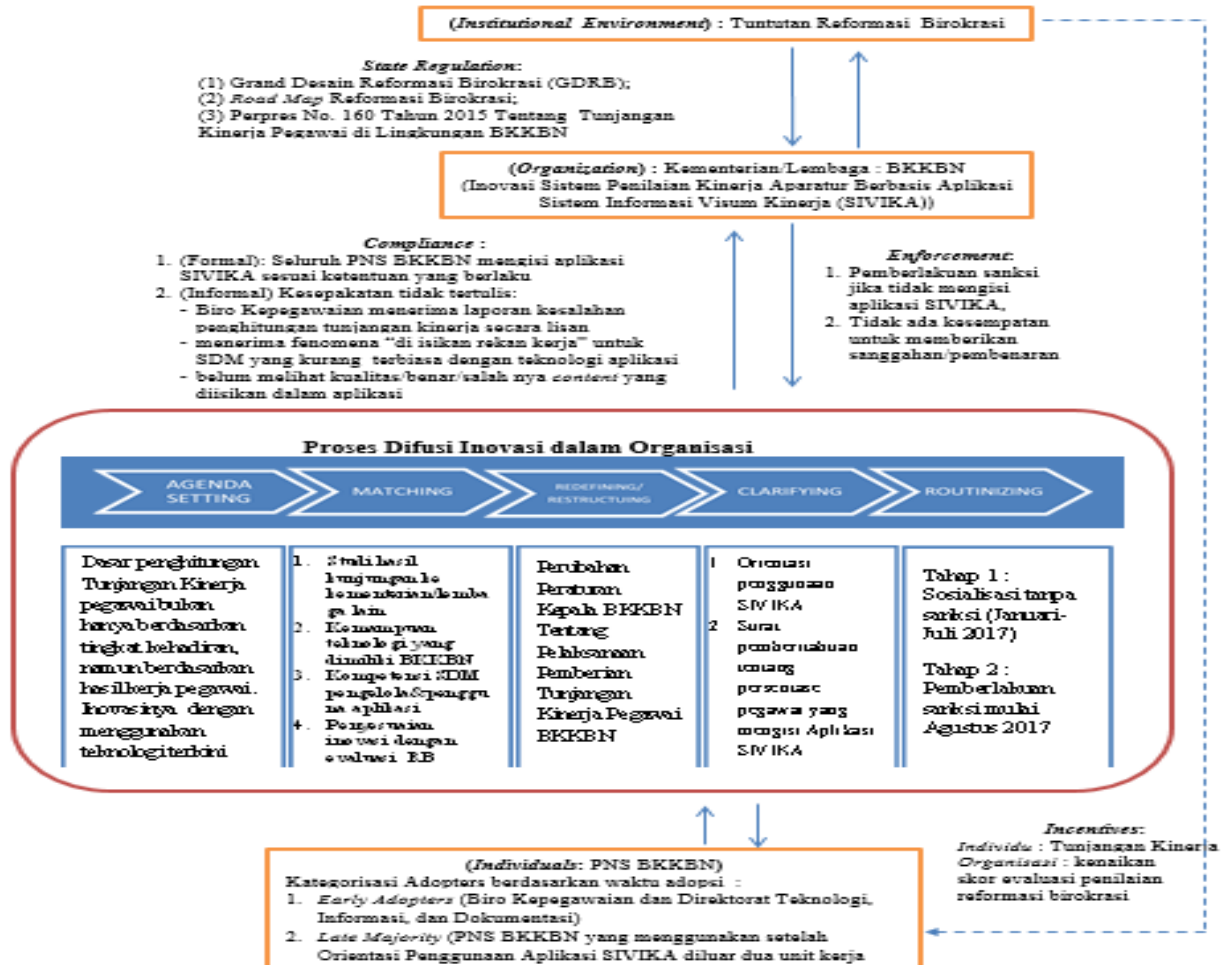 (Institutional Environment) : Tuntutan Reformasi Birokrasi
State Regulation:
(1) Grand Desain Reformasi Birokrasi (GDRB);
(2) Road Map Reformasi Birokrasi;
(3) Perpres No. 160 Tahun 2015 Tentang Tunjangan
Kinerja Pegawai di Lingkungan BKKBN
(Organization) : Kementerian/Lembaga : BKKBN
(Inovasi Sistem Penilaian Kinerja Aparatur Berbasis Aplikasi
Sistem Informasi Visum Kinerja (SIVIKA))
Compliance :
1. (Formal): Seluruh PNS BKKBN mengisi aplikasi
SIVIKA sesuai ketentuan yang berlaku
2. (Informal) Kesepakatan tidak tertulis:
- Biro Kepegawaian menerima laporan kesalahan
penghitungan tunjangan kinerja secara lisan
- menerima fenomena “di isikan rekan kerja” untuk
SDM yang kurang terbiasa dengan teknologi aplikasi
- belum melihat kualitas/benar/salah nya content yang
diisikan dalam aplikasi
Enforcement:
1. Pemberlakuan sanksi
jika tidak mengisi
aplikasi SIVIKA,
2. Tidak ada kesempatan
untuk memberikan
sanggahan/pembenaran
Proses Difusi Inovasi dalam Organisasi
AGENDA
SETTING
MATCHING
REDEFINING/
RESTRUCTUING
CLARIFYING
ROUTINIZING
Dasar penghitungan
Tunjangan Kinerja
pegawai bukan
hanya berdasarkan
tingkat kehadiran,
namun berdasarkan
hasil kerja pegawai.
Inovasinya dengan
menggunakan
teknologi terkini
1. Studi hasil
kunjungan ke
kementerian/lemba
ga lain
2. Kemampuan
teknologi yang
dimiliki BKKBN
3. Kompetensi SDM
pengelola&penggu
na aplikasi
4. Penyesuaian
inovasi dengan
evaluasi RB
Perubahan
Peraturan
Kepala BKKBN
Tentang
Pelaksanaan
Pemberian
Tunjangan
Kinerja Pegawai
BKKBN
1 Orientasi
penggunaan
SIVIKA
2 Surat
pemberitahuan
tentang
persentase
pegawai yang
mengisi Aplikasi
SIVIKA
Tahap 1 :
Sosialisasi tanpa
sanksi (Januari-
Juli 2017)
Tahap 2 :
Pemberlakuan
sanksi mulai
Agustus 2017
Incentives:
Individu : Tunjangan Kinerja
Organisasi : kenaikan
skor evaluasi penilaian
reformasi birokrasi
(Individuals: PNS BKKBN)
Kategorisasi Adopters berdasarkan waktu adopsi :
1. Early Adopters (Biro Kepegawaian dan Direktorat Teknologi,
Informasi, dan Dokumentasi)
2. Late Majority (PNS BKKBN yang menggunakan setelah
Orientasi Penggunaan Aplikasi SIVIKA diluar dua unit kerja